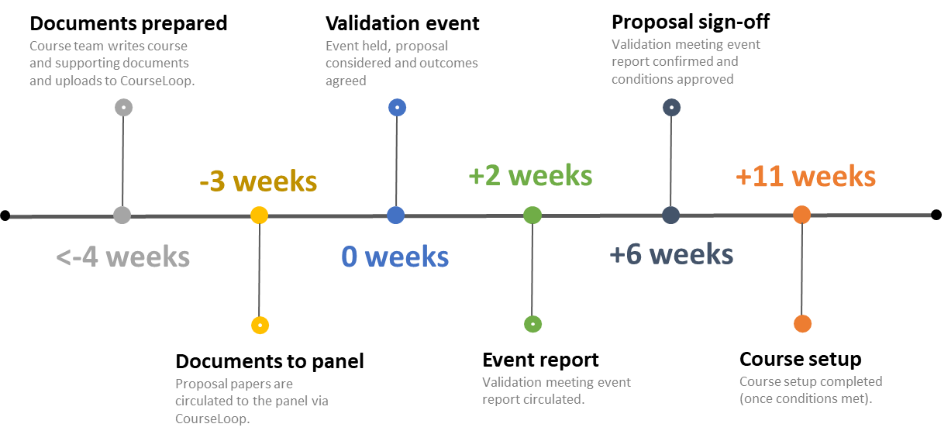 Documents prepared
Course team writes course
and supporting documents
and uploads to CourseLoop.
Validation event
Event held, proposal
considered and outcomes
agreed
Proposal sign-off
Validation meeting event
report confirmed and
conditions approved
-3 weeks
+2 weeks
+11 weeks
<-4 weeks
0 weeks
+6 weeks
Documents to panel
Proposal papers are
circulated to the panel via
CourseLoop.
Event report
Validation meeting event
report circulated.
Course setup
Course setup completed
(once conditions met).